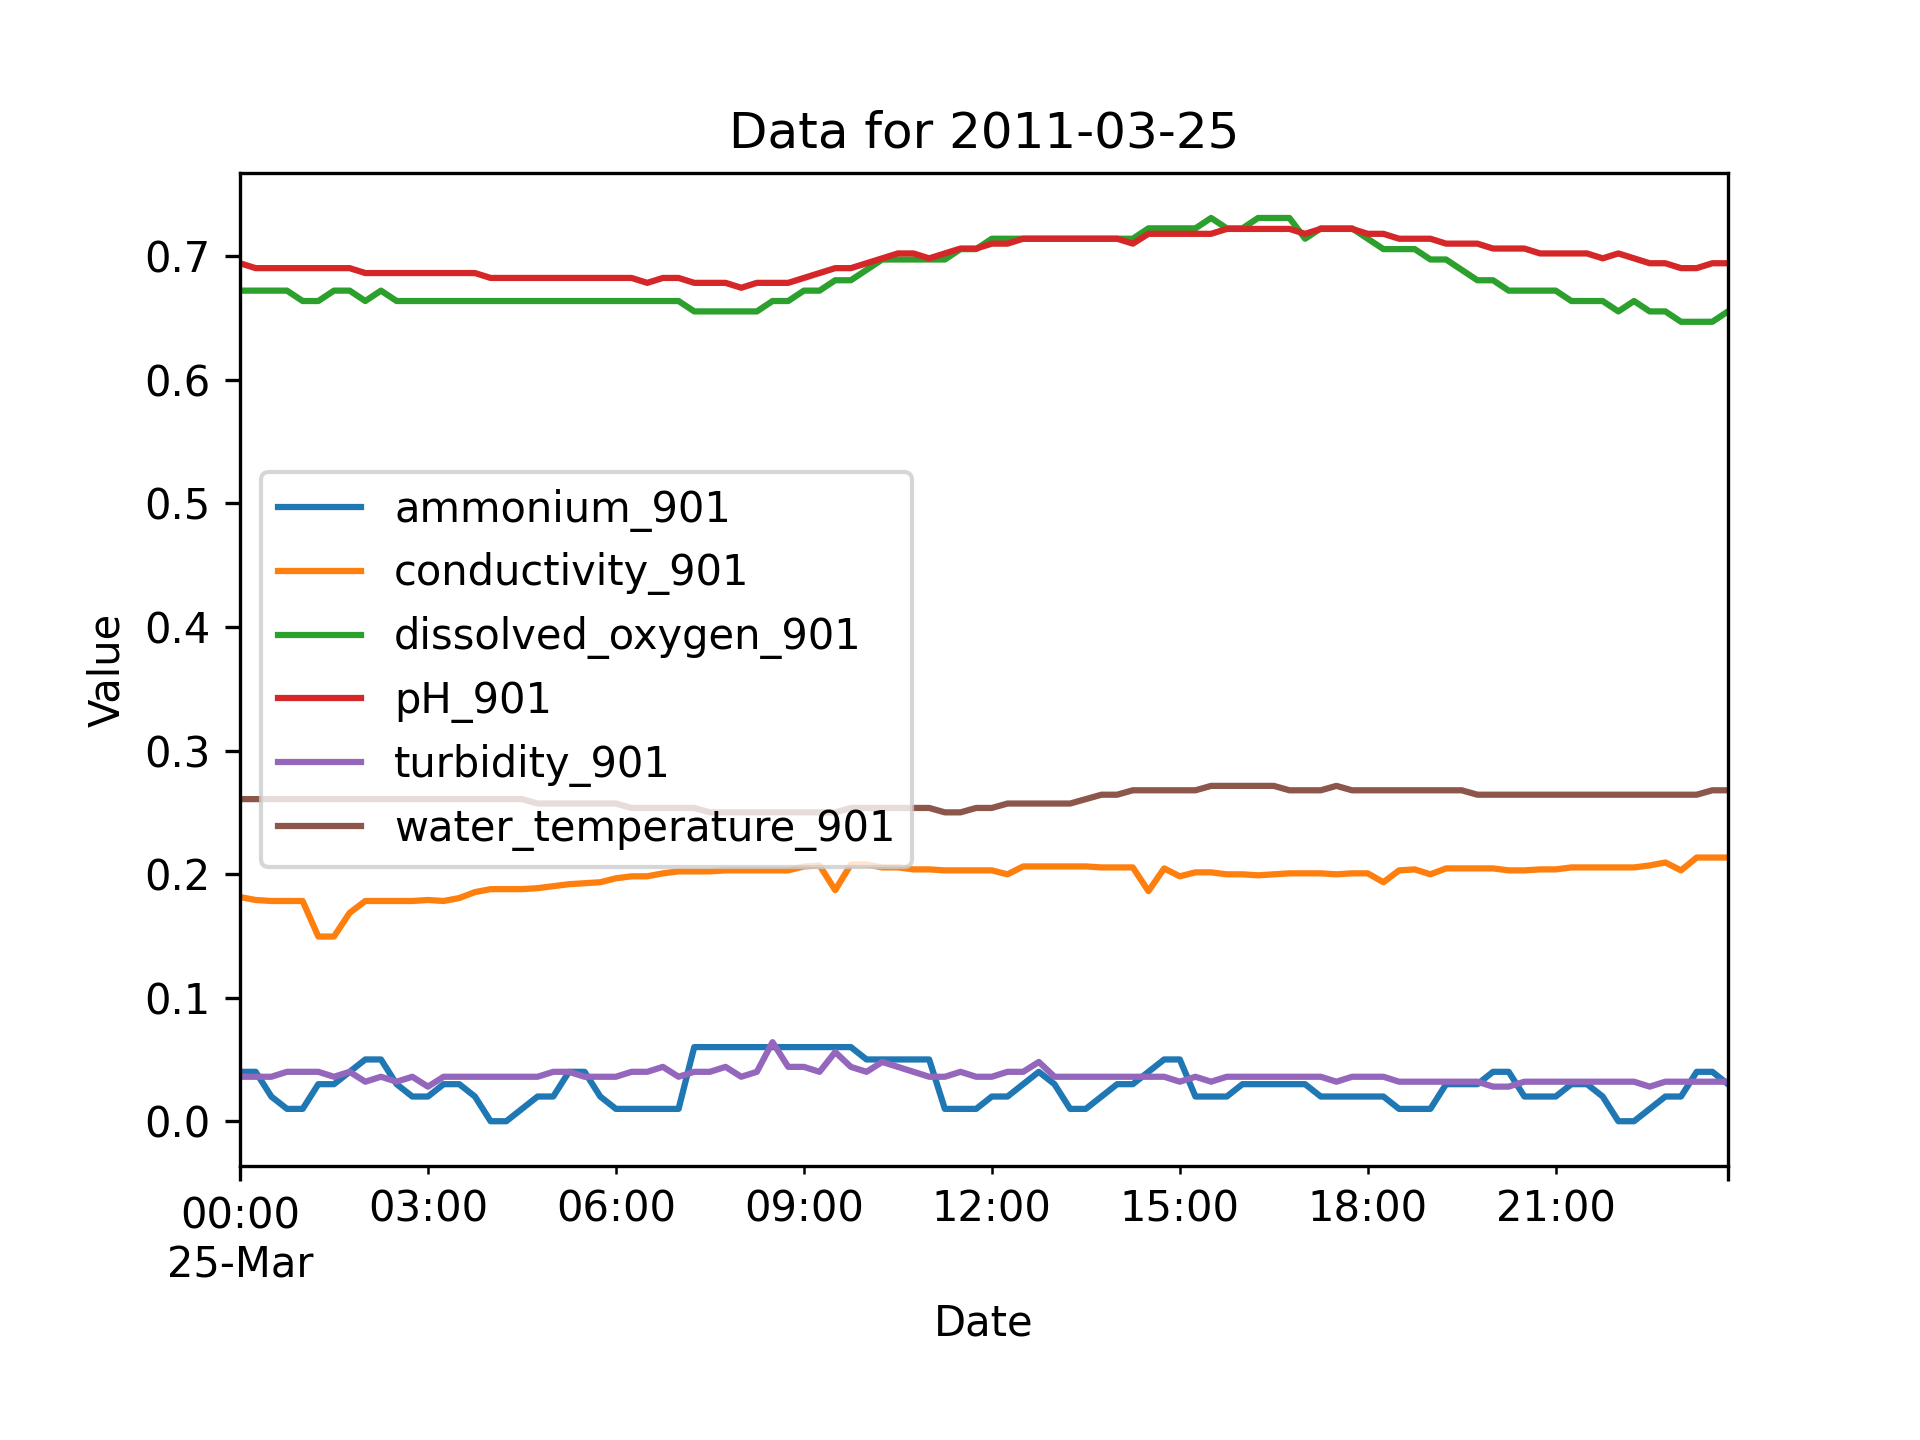 Data for 2011-03-25
0.7
0.6
0.5
0.4
0.3
0.2
0.1
0.0
Value
ammonium_901
conductivity_901
dissolved_oxygen_901
pH_901
turbidity_901
water_temperature_901
00:00 03:00 06:00 09:00 12:00 15:00 18:00 21:00
25-Mar
Date